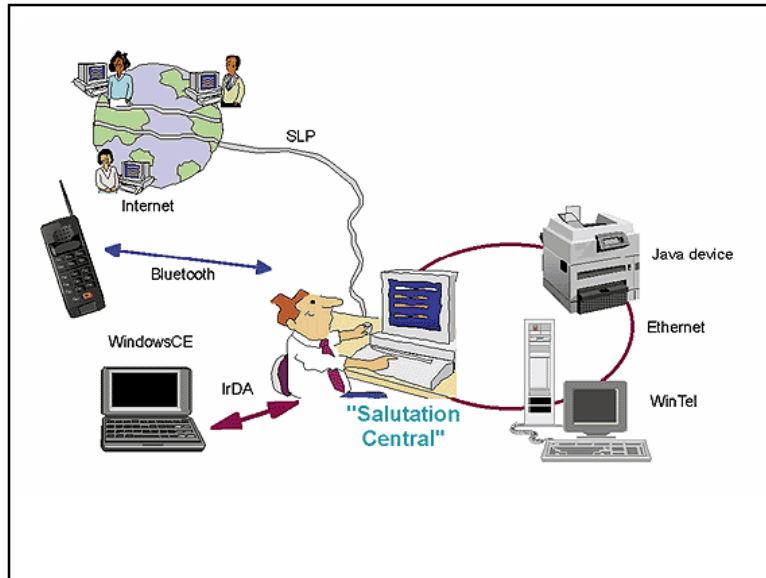 SLP
Internet
Bluetooth
Java device
Ethernet
WindowsCE
IrDA
WinTel
"Salutation
Central"